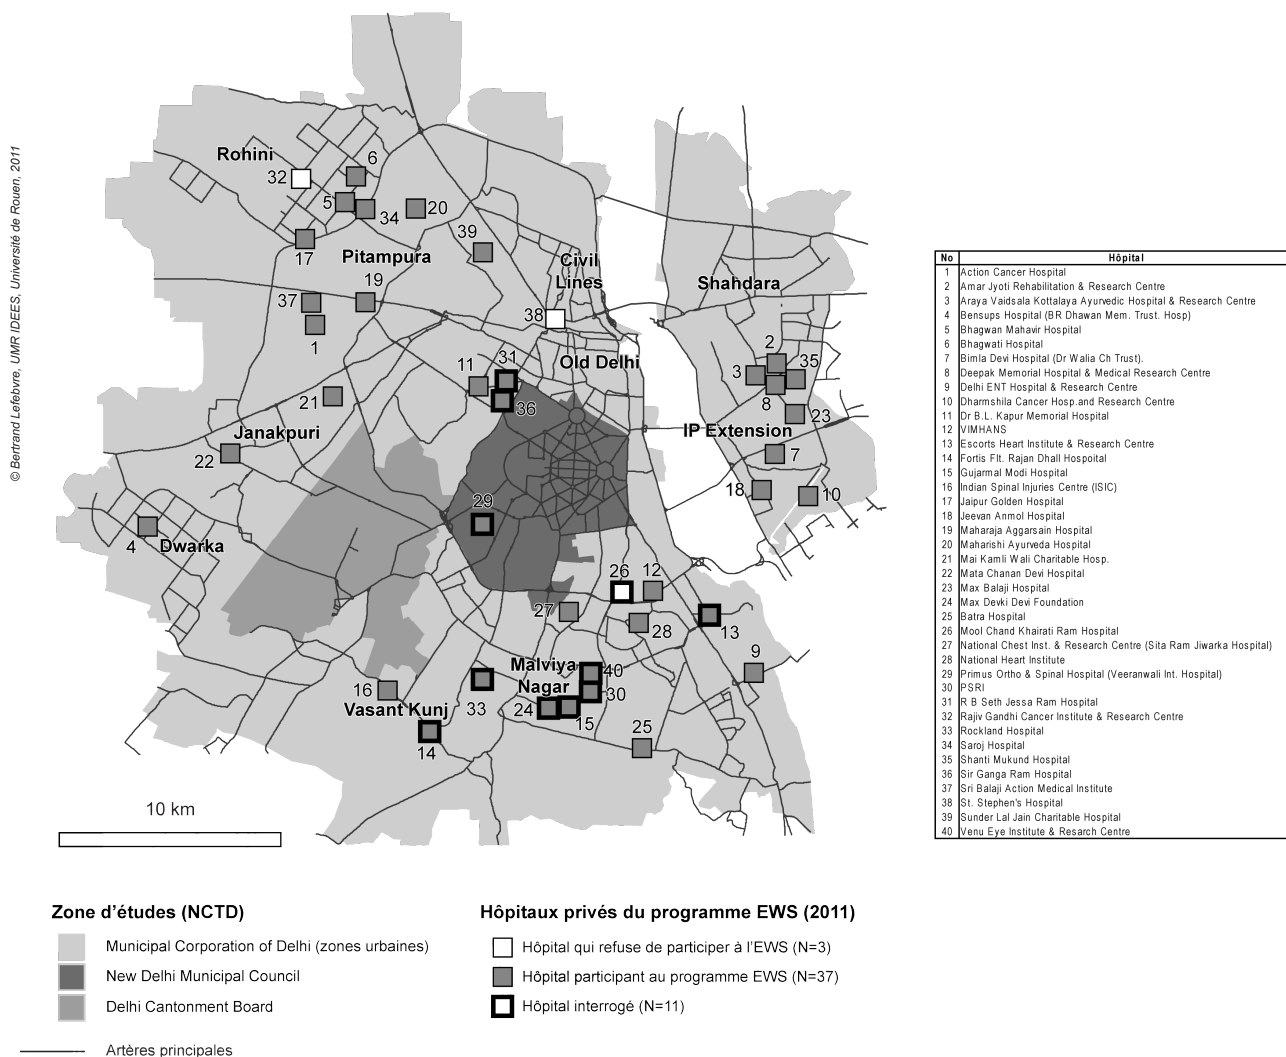 © Bertrand Lefebvre, UMR IDEES, Université de Rouen, 2011
Rohini
32
6
5
34
20
17
Pitampura
39
37
19
1
Civil
Lines
38
Shahdara
Old Delhi
11
31
36
2
3
35
8
23
IP Extension
7
18
10
21
Janakpuri
22
29
4
Dwarka
26
12
27
28
13
9
Malviya
Nagar
40
30
16
Vasant Kunj
33
24
15
14
25
10 km
No Hôpital
1 Action Cancer Hospital
2 Amar Jyoti Rehabilitation & Research Centre
3 Araya Vaidsala Kottalaya Ayurvedic Hospital & Research Centre
4 Bensups Hospital (BR Dhawan Mem. Trust. Hosp)
5 Bhagwan Mahavir Hospital
6 Bhagwati Hospital
7 Bimla Devi Hospital (Dr Walia Ch Trust).
8 Deepak Memorial Hospital & Medical Research Centre
9 Delhi ENT Hospital & Research Centre
10 Dharmshila Cancer Hosp.and Research Centre
11 Dr B.L. Kapur Memorial Hospital
12 VIMHANS
13 Escorts Heart Institute & Research Centre
14 Fortis Flt. Rajan Dhall Hospoital
15 Gujarmal Modi Hospital
16 Indian Spinal Injuries Centre (ISIC)
17 Jaipur Golden Hospital
18 Jeevan Anmol Hospital
19 Maharaja Aggarsain Hospital
20 Maharishi Ayurveda Hospital
21 Mai Kamli Wali Charitable Hosp.
22 Mata Chanan Devi Hospital
23 Max Balaji Hospital
24 Max Devki Devi Foundation
25 Batra Hospital
26 Mool Chand Khairati Ram Hospital
27 National Chest Inst. & Research Centre (Sita Ram Jiwarka Hospital)
28 National Heart Institute
29 Primus Ortho & Spinal Hospital (Veeranwali Int. Hospital)
30 PSRI
31 R B Seth Jessa Ram Hospital
32 Rajiv Gandhi Cancer Institute & Research Centre
33 Rockland Hospital
34 Saroj Hospital
35 Shanti Mukund Hospital
36 Sir Ganga Ram Hospital
37 Sri Balaji Action Medical Institute
38 St. Stephen's Hospital
39 Sunder Lal Jain Charitable Hospital
40 Venu Eye Institute & Resarch Centre
Zone d'études (NCTD)
Municipal Corporation of Delhi (zones urbaines)
New Delhi Municipal Council
Delhi Cantonment Board
Artères principales
Hôpitaux privés du programme EWS (2011)
Hôpital qui refuse de participer à l'EWS (N=3)
Hôpital participant au programme EWS (N=37)
Hôpital interrogé (N=11)